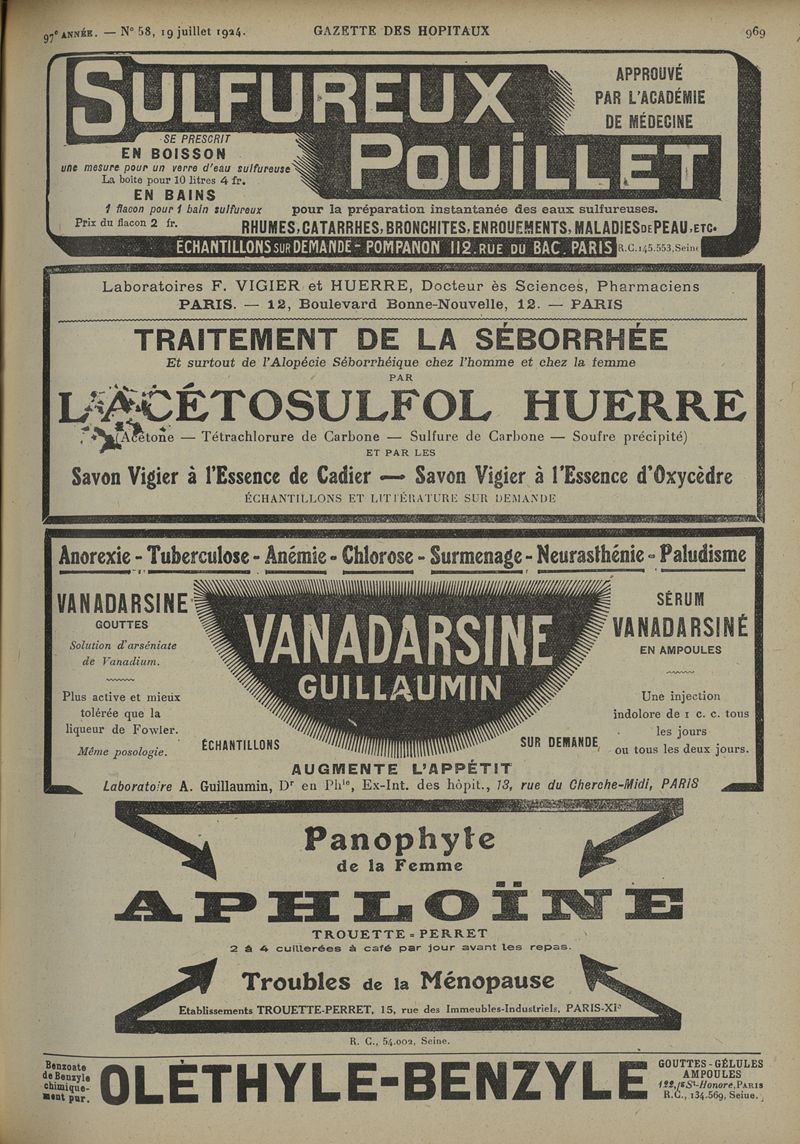 97e ANNÉE. — N° 58, 19 juillet 1924. GAZETTE DES HOPITAUX 969
SULFUREUX
POUILLET
APPROUVÉ
PAR L'ACADÉMIE
DE MÉDECINE
SE PRESCRIT
EN BOISSON
une mesure pour un verre d'eau sulfureuse
La boîte pour 10 litres 4 fr.
EN BAINS
1 flacon pour 1 bain sulfureux
Prix du flacon 2 fr.
pour la préparation instantanée des eaux sulfureuses.
RHUMES, CATARRHES, BRONCHITES, ENROUEMENTS, MALADIES DE PEAU, ETC.
ÉCHANTILLONS SUR DEMANDE - POMPANON 112, RUE DU BAC, PARIS R.C. 145.553, Seine
Laboratoires F. VIGIER et HUERRE, Docteur ès Sciences, Pharmaciens
PARIS. — 12, Boulevard Bonne-Nouvelle, 12. — PARIS
TRAITEMENT DE LA SÉBORRHÉE
Et surtout de l'Alopécie Séborrhéique chez l'homme et chez la femme
PAR
L'ACÉTOSULFOL HUERRE
(Acétone — Tétrachlorure de Carbone — Sulfure de Carbone — Soufre précipité)
ET PAR LES
Savon Vigier à l'Essence de Cadier — Savon Vigier à l'Essence d'Oxycèdre
ÉCHANTILLONS ET LITTÉRATURE SUR DEMANDE
Anorexie - Tuberculose - Anémie - Chlorose - Surmenage - Neurasthénie - Paludisme
VANADARSINE
GOUTTES
Solution d'arséniate
de Vanadium.
Plus active et mieux
tolérée que la
liqueur de Fowler.
Même posologie.
VANADARSINE
GUILLAUMIN
ÉCHANTILLONS SUR DEMANDE
SÉRUM
VANADARSINÉ
EN AMPOULES
Une injection
indolore de 1 c. c. tous
les jours
ou tous les deux jours.
AUGMENTE L'APPÉTIT
Laboratoire A. Guillaumin, Dr en Phie, Ex-Int. des hôpit., 13, rue du Cherche-Midi, PARIS
Panophyte
de la Femme
APHLOÏNE
TROUETTE-PERRET
2 à 4 cuillerées à café par jour avant les repas.
Troubles de la Ménopause
Etablissements TROUETTE-PERRET, 15, rue des Immeubles-Industriels, PARIS-XIe
R. C., 54.002, Seine.
Benzoate
de Benzyle
chimique-
ment pur.
OLÉTHYLE-BENZYLE
GOUTTES - GÉLULES
AMPOULES
122, fg St-Honoré, PARIS
R.C., 134.569, Seine.